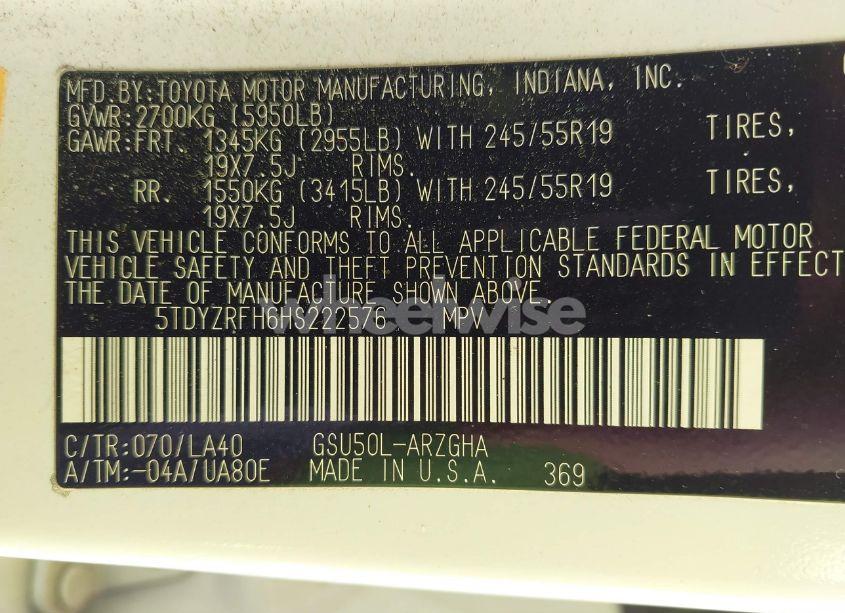 MFD.BY:TOYOTA MOTOR MANUFACTURING, INDIANA, INC.
GVWR:2700KG (5950LB)
GAWR:FRT. 1345KG (2955LB) WITH 245/55R19 TIRES,
19X7.5J RIMS.
RR. 1550KG (3415LB) WITH 245/55R19 TIRES,
19X7.5J RIMS.
THIS VEHICLE CONFORMS TO ALL APPLICABLE FEDERAL MOTOR
VEHICLE SAFETY AND THEFT PREVENTION STANDARDS IN EFFECT
THE DATE OF MANUFACTURE SHOWN ABOVE.
5TDYZRFH6HS222576 MPV
wheelwise
C/TR:070/LA40 GSU50L-ARZGHA
A/TM:-04A/UA80E MADE IN U.S.A. 369